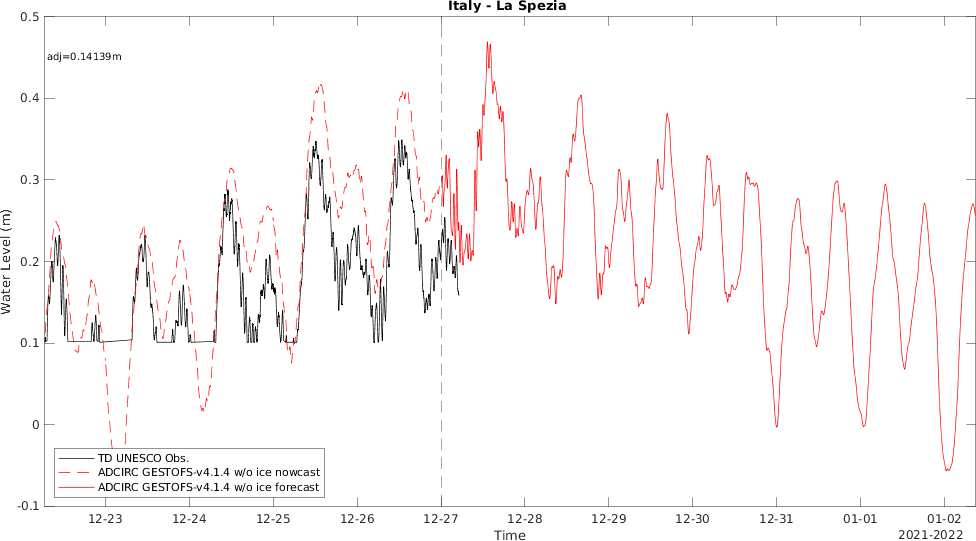 Italy - La Spezia
adj=0.14139m
0.5
0.4
0.3
0.2
0.1
0
-0.1
Water Level (m)
TD UNESCO Obs.
ADCIRC GESTOFS-v4.1.4 w/o ice nowcast
ADCIRC GESTOFS-v4.1.4 w/o ice forecast
12-23 12-24 12-25 12-26 12-27 12-28 12-29 12-30 12-31 01-01 01-02
Time
2021-2022